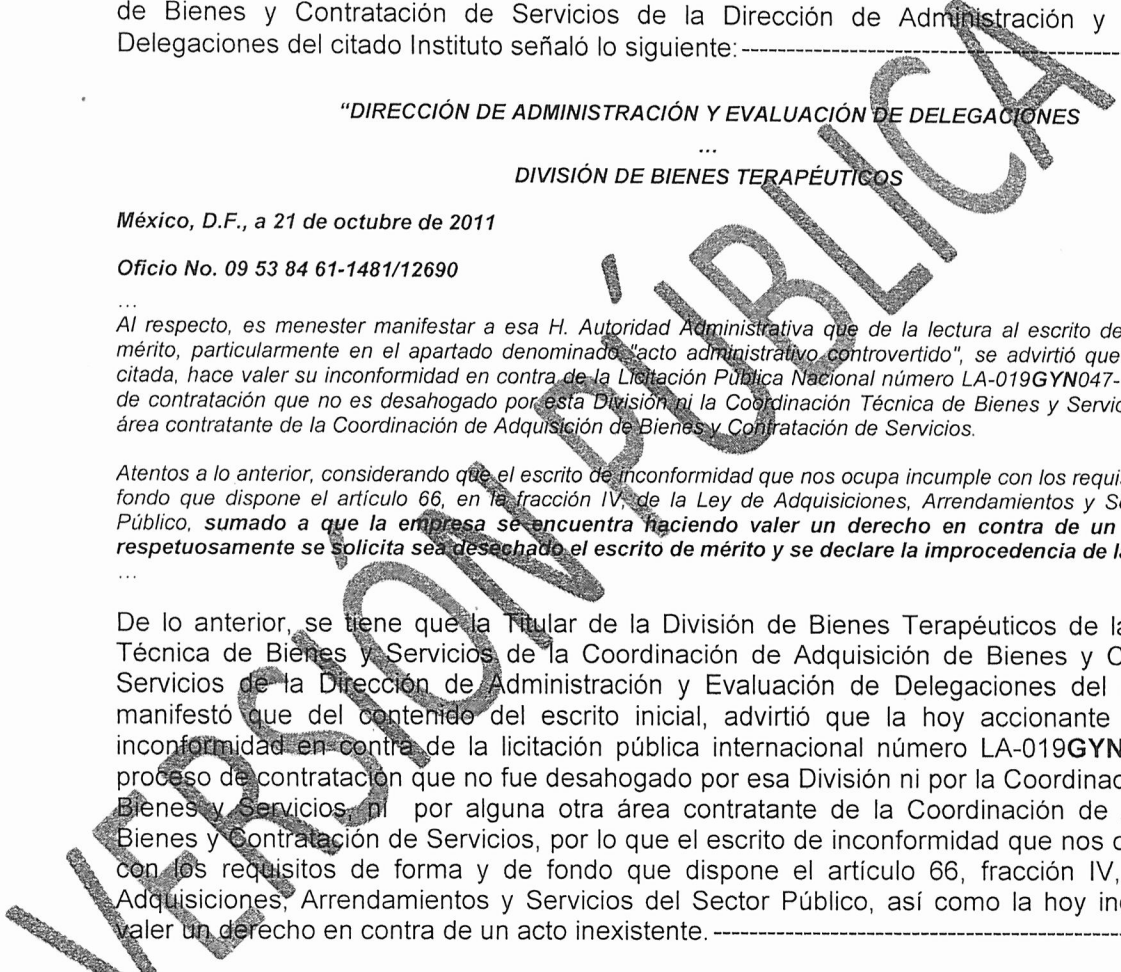 de Bienes y Contratación de Servicios de la Dirección de Administración y
Delegaciones del citado Instituto señaló lo siguiente:-----------------------------------------
"DIRECCIÓN DE ADMINISTRACIÓN Y EVALUACIÓN DE DELEGACIONES
...
DIVISIÓN DE BIENES TERAPÉUTICOS
México, D.F., a 21 de octubre de 2011
Oficio No. 09 53 84 61-1481/12690
...
Al respecto, es menester manifestar a esa H. Autoridad Administrativa que de la lectura al escrito de
mérito, particularmente en el apartado denominado "acto administrativo controvertido", se advirtió que
citada, hace valer su inconformidad en contra de la Licitación Pública Nacional número LA-019GYN047-
de contratación que no es desahogado por esta División ni la Coordinación Técnica de Bienes y Servic
área contratante de la Coordinación de Adquisición de Bienes y Contratación de Servicios.
Atentos a lo anterior, considerando que el escrito de inconformidad que nos ocupa incumple con los requis
fondo que dispone el artículo 66, en la fracción IV, de la Ley de Adquisiciones, Arrendamientos y Se
Público, sumado a que la empresa se encuentra haciendo valer un derecho en contra de un
respetuosamente se solicita sea desechado el escrito de mérito y se declare la improcedencia de la
...
De lo anterior, se tiene que la Titular de la División de Bienes Terapéuticos de la
Técnica de Bienes y Servicios de la Coordinación de Adquisición de Bienes y C
Servicios de la Dirección de Administración y Evaluación de Delegaciones del
manifestó que del contenido del escrito inicial, advirtió que la hoy accionante
inconformidad en contra de la licitación pública internacional número LA-019GYN
proceso de contratación que no fue desahogado por esa División ni por la Coordinac
Bienes y Servicios, ni por alguna otra área contratante de la Coordinación de
Bienes y Contratación de Servicios, por lo que el escrito de inconformidad que nos o
con los requisitos de forma y de fondo que dispone el artículo 66, fracción IV,
Adquisiciones, Arrendamientos y Servicios del Sector Público, así como la hoy in
valer un derecho en contra de un acto inexistente.---------------------------------------------
VERSIÓN PÚBLICA